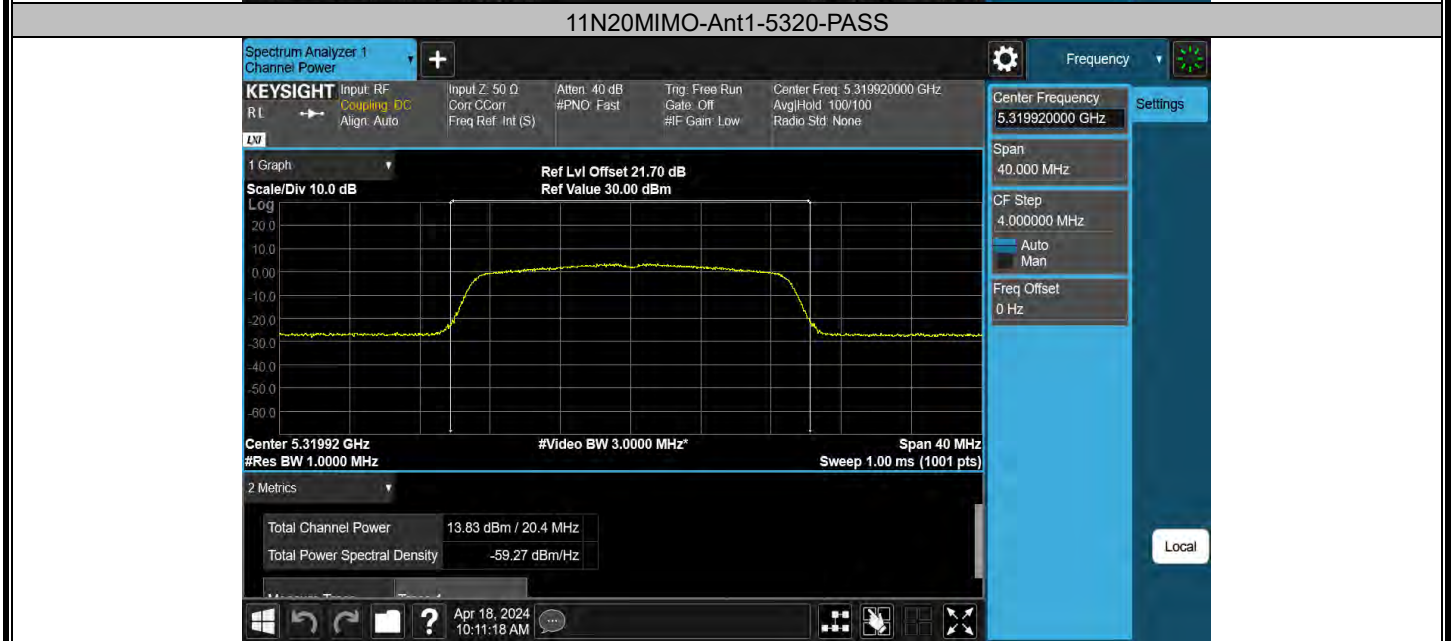 11N20MIMO-Ant1-5320-PASS
Spectrum Analyzer 1
Channel Power
+
Frequency
KEYSIGHT
RL
LXI
Input: RF
Coupling: DC
Align: Auto
Input Z: 50 Ω
Corr CCorr
Freq Ref: Int (S)
Atten: 40 dB
#PNO: Fast
Trig: Free Run
Gate: Off
#IF Gain: Low
Center Freq: 5.319920000 GHz
Avg|Hold: 100/100
Radio Std: None
Center Frequency
5.319920000 GHz
Settings
Span
40.000 MHz
CF Step
4.000000 MHz
Auto
Man
Freq Offset
0 Hz
Local
1 Graph
Scale/Div 10.0 dB
Ref Lvl Offset 21.70 dB
Ref Value 30.00 dBm
Log
20.0
10.0
0.00
-10.0
-20.0
-30.0
-40.0
-50.0
-60.0
Center 5.31992 GHz
#Video BW 3.0000 MHz*
Span 40 MHz
#Res BW 1.0000 MHz
Sweep 1.00 ms (1001 pts)
2 Metrics
Total Channel Power 13.83 dBm / 20.4 MHz
Total Power Spectral Density -59.27 dBm/Hz
?
Apr 18, 2024
10:11:18 AM